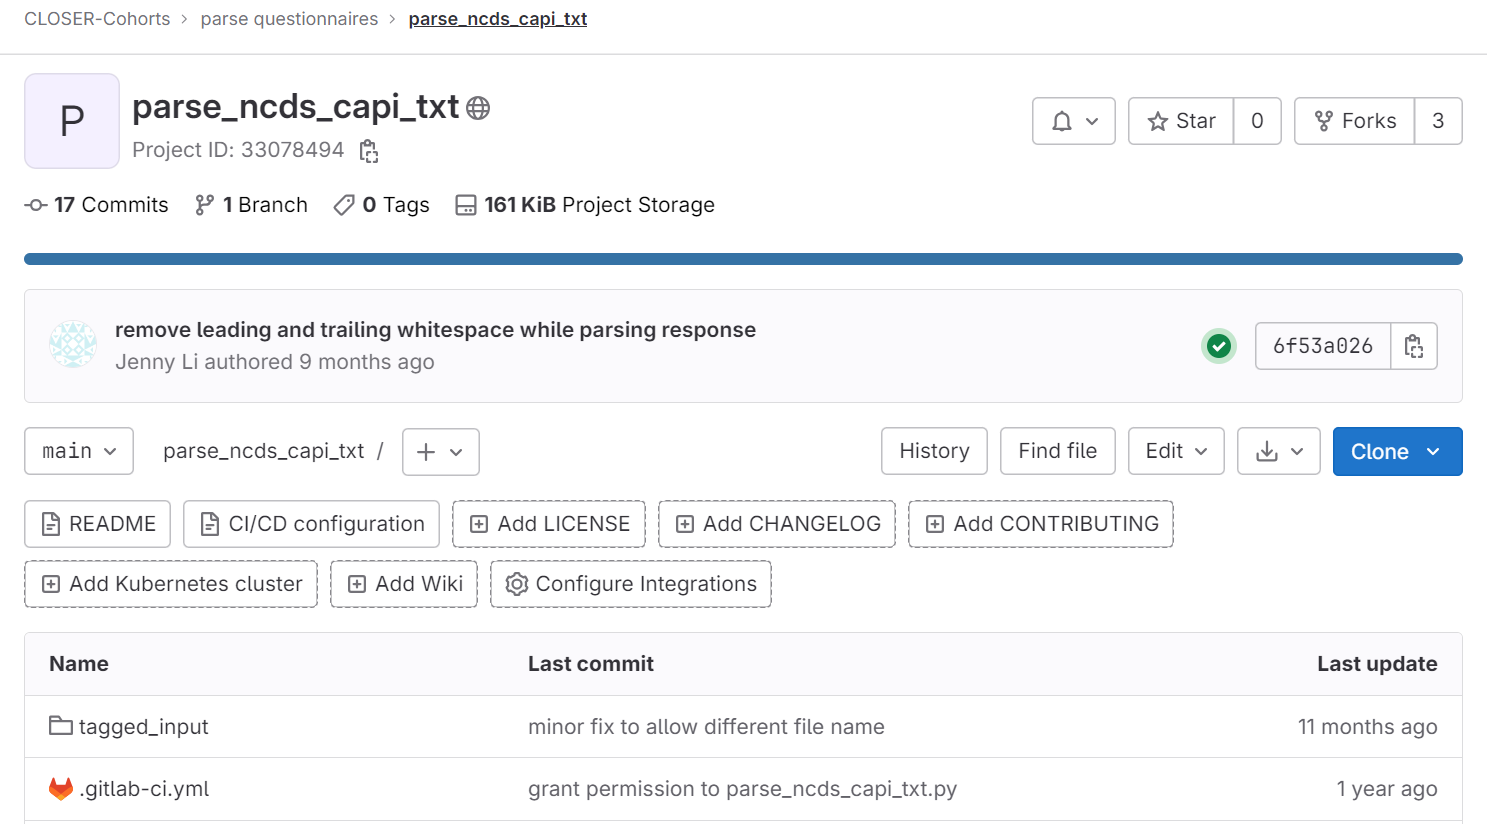 CLOSER-Cohorts > parse questionnaires > parse_ncds_capi_txt
P
parse_ncds_capi_txt
Project ID: 33078494
Star 0
Forks 3
17 Commits 1 Branch 0 Tags 161 KiB Project Storage
remove leading and trailing whitespace while parsing response
Jenny Li authored 9 months ago
6f53a026
main parse_ncds_capi_txt / + History Find file Edit Clone
README CI/CD configuration Add LICENSE Add CHANGELOG Add CONTRIBUTING
Add Kubernetes cluster Add Wiki Configure Integrations
Name Last commit Last update
tagged_input minor fix to allow different file name 11 months ago
.gitlab-ci.yml grant permission to parse_ncds_capi_txt.py 1 year ago